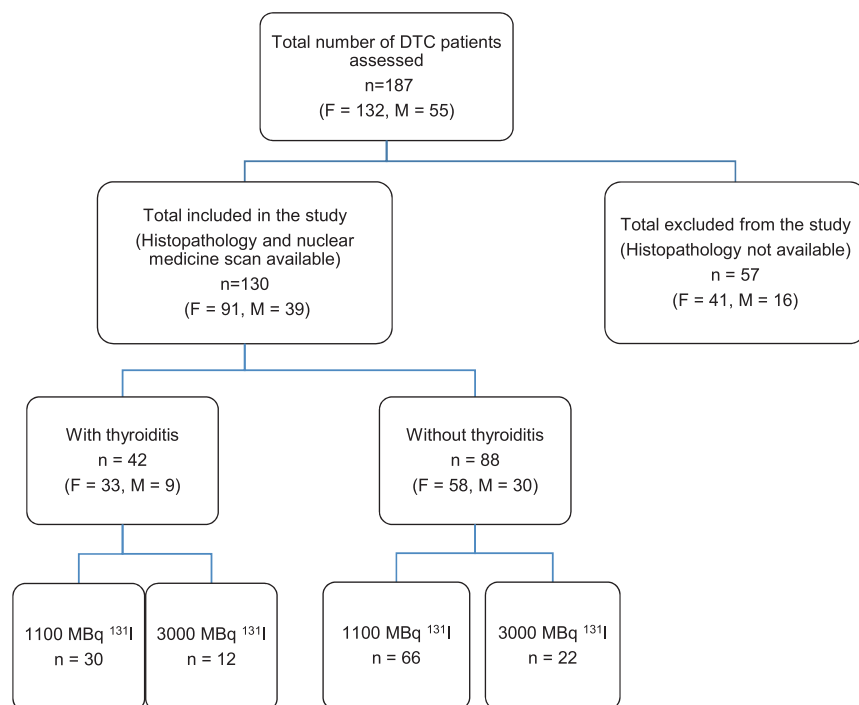 Total number of DTC patients
assessed
n=187
(F = 132, M = 55)
Total included in the study
(Histopathology and nuclear
medicine scan available)
n=130
(F = 91, M = 39)
Total excluded from the study
(Histopathology not available)
n = 57
(F = 41, M = 16)
With thyroiditis
n = 42
(F = 33, M = 9)
Without thyroiditis
n = 88
(F = 58, M = 30)
1100 MBq ¹³¹I
n = 30
3000 MBq ¹³¹I
n = 12
1100 MBq ¹³¹I
n = 66
3000 MBq ¹³¹I
n = 22